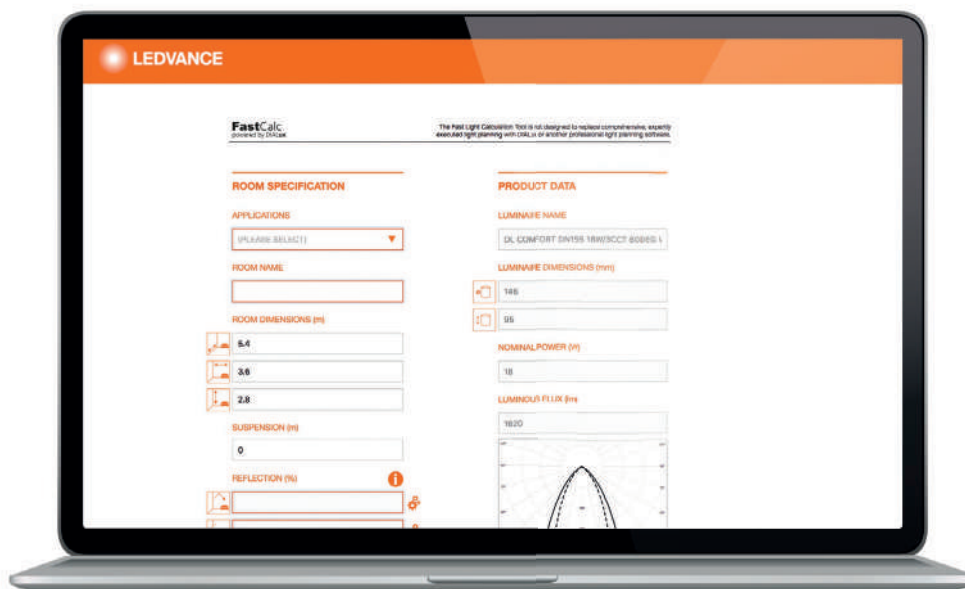 LEDVANCE
FastCalc
powered by DIALux
The Fast Light Calculation Tool is not designed to replace comprehensive, expertly
executed light planning with DIALux or another professional light planning software.
ROOM SPECIFICATION
APPLICATIONS
(PLEASE SELECT)
ROOM NAME
ROOM DIMENSIONS (m)
5.4
3.6
2.8
SUSPENSION (m)
0
REFLECTION (%)
i
PRODUCT DATA
LUMINAIRE NAME
DL COMFORT DN155 18W/3CCT 60DEG
LUMINAIRE DIMENSIONS (mm)
146
95
NOMINAL POWER (W)
18
LUMINOUS FLUX (lm)
1820